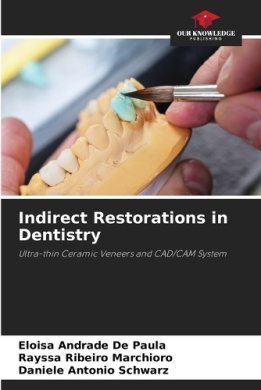 OUR KNOWLEDGE
PUBLISHING
Indirect Restorations in
Dentistry
Ultra-thin Ceramic Veneers and CAD/CAM System
Eloisa Andrade De Paula
Rayssa Ribeiro Marchioro
Daniele Antonio Schwarz